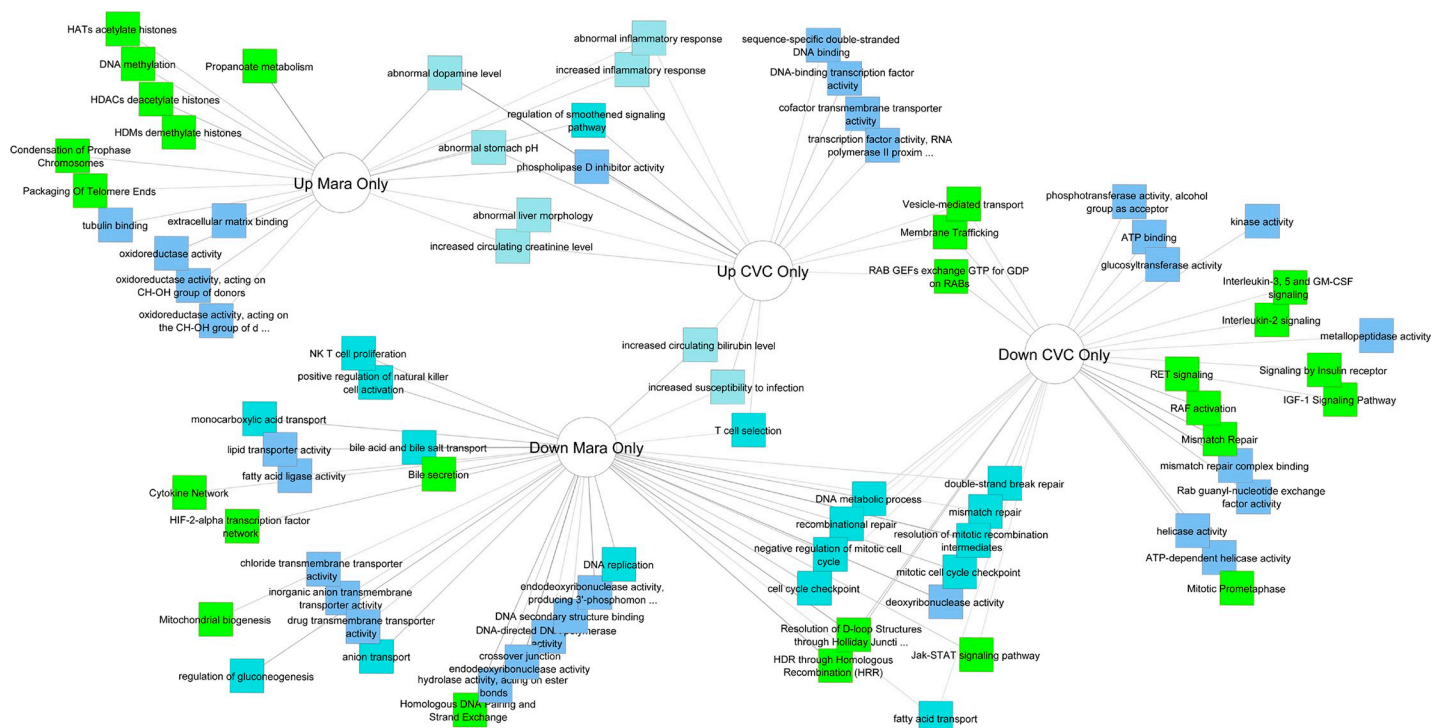 HATs acetylate histones
DNA methylation
Propanoate metabolism
HDACs deacetylate histones
HDMs demethylate histones
Condensation of Prophase
Chromosomes
Packaging Of Telomere Ends
tubulin binding
extracellular matrix binding
oxidoreductase activity
oxidoreductase activity, acting on
CH-OH group of donors
oxidoreductase activity, acting on
the CH-OH group of d ...
Up Mara Only
abnormal dopamine level
abnormal inflammatory response
increased inflammatory response
regulation of smoothened signaling
pathway
abnormal stomach pH
phospholipase D inhibitor activity
abnormal liver morphology
increased circulating creatinine level
sequence-specific double-stranded
DNA binding
DNA-binding transcription factor
activity
cofactor transmembrane transporter
activity
transcription factor activity, RNA
polymerase II proxim ...
Up CVC Only
Vesicle-mediated transport
Membrane Trafficking
RAB GEFs exchange GTP for GDP
on RABs
phosphotransferase activity, alcohol
group as acceptor
kinase activity
ATP binding
glucosyltransferase activity
Interleukin-3, 5 and GM-CSF
signaling
Interleukin-2 signaling
metallopeptidase activity
Down CVC Only
Signaling by Insulin receptor
RET signaling
IGF-1 Signaling Pathway
RAF activation
Mismatch Repair
mismatch repair complex binding
Rab guanyl-nucleotide exchange
factor activity
helicase activity
ATP-dependent helicase activity
Mitotic Prometaphase
increased circulating bilirubin level
increased susceptibility to infection
T cell selection
NK T cell proliferation
positive regulation of natural killer
cell activation
monocarboxylic acid transport
lipid transporter activity
bile acid and bile salt transport
fatty acid ligase activity
Bile secretion
Cytokine Network
HIF-2-alpha transcription factor
network
Down Mara Only
chloride transmembrane transporter
activity
inorganic anion transmembrane
transporter activity
Mitochondrial biogenesis
drug transmembrane transporter
activity
anion transport
regulation of gluconeogenesis
DNA replication
endodeoxyribonuclease activity,
producing 3'-phosphomon ...
DNA secondary structure binding
DNA-directed DNA polymerase
activity
crossover junction
endodeoxyribonuclease activity
hydrolase activity, acting on ester
bonds
Homologous DNA Pairing and
Strand Exchange
double-strand break repair
DNA metabolic process
mismatch repair
recombinational repair
resolution of mitotic recombination
intermediates
negative regulation of mitotic cell
cycle
mitotic cell cycle checkpoint
cell cycle checkpoint
deoxyribonuclease activity
Resolution of D-loop Structures
through Holliday Juncti ...
HDR through Homologous
Recombination (HRR)
Jak-STAT signaling pathway
fatty acid transport